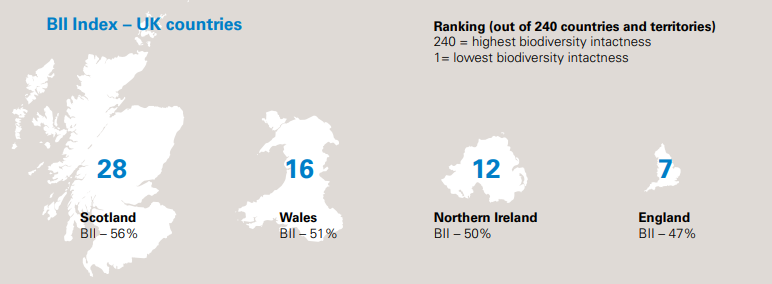 BII Index – UK countries
Ranking (out of 240 countries and territories)
240 = highest biodiversity intactness
1= lowest biodiversity intactness
28
Scotland
BII – 56%
16
Wales
BII – 51%
12
Northern Ireland
BII – 50%
7
England
BII – 47%